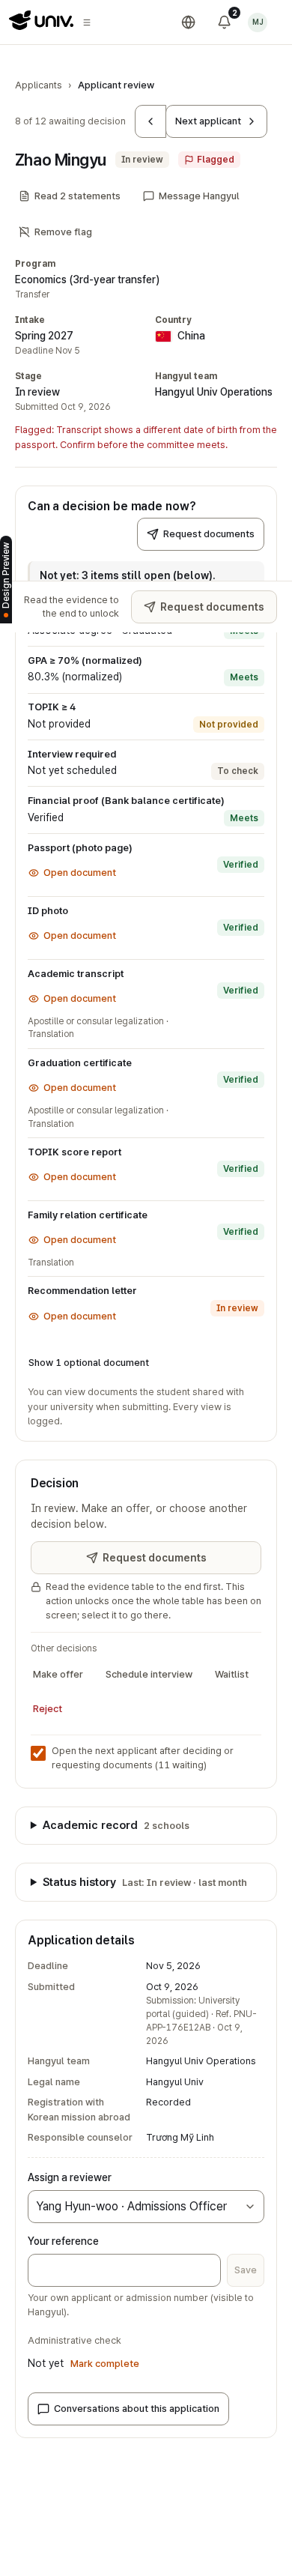 UNIV.
2
MJ
Applicants › Applicant review
8 of 12 awaiting decision
Next applicant
Zhao Mingyu In review Flagged
Read 2 statements Message Hangyul
Remove flag
Program
Economics (3rd-year transfer)
Transfer
Intake Country
Spring 2027 China
Deadline Nov 5
Stage Hangyul team
In review Hangyul Univ Operations
Submitted Oct 9, 2026
Flagged: Transcript shows a different date of birth from the
passport. Confirm before the committee meets.
Can a decision be made now?
Request documents
Not yet: 3 items still open (below).
Design Preview
Read the evidence to
the end to unlock
Request documents
Associate degree · Graduated Meets
GPA ≥ 70% (normalized)
80.3% (normalized) Meets
TOPIK ≥ 4
Not provided Not provided
Interview required
Not yet scheduled To check
Financial proof (Bank balance certificate)
Verified Meets
Passport (photo page)
Verified
Open document
ID photo
Verified
Open document
Academic transcript
Verified
Open document
Apostille or consular legalization ·
Translation
Graduation certificate
Verified
Open document
Apostille or consular legalization ·
Translation
TOPIK score report
Verified
Open document
Family relation certificate
Verified
Open document
Translation
Recommendation letter
In review
Open document
Show 1 optional document
You can view documents the student shared with
your university when submitting. Every view is
logged.
Decision
In review. Make an offer, or choose another
decision below.
Request documents
Read the evidence table to the end first. This
action unlocks once the whole table has been on
screen; select it to go there.
Other decisions
Make offer Schedule interview Waitlist
Reject
Open the next applicant after deciding or
requesting documents (11 waiting)
Academic record 2 schools
Status history Last: In review · last month
Application details
Deadline Nov 5, 2026
Submitted Oct 9, 2026
Submission: University
portal (guided) · Ref. PNU-
APP-176E12AB · Oct 9,
2026
Hangyul team Hangyul Univ Operations
Legal name Hangyul Univ
Registration with Recorded
Korean mission abroad
Responsible counselor Trương Mỹ Linh
Assign a reviewer
Yang Hyun-woo · Admissions Officer
Your reference
Save
Your own applicant or admission number (visible to
Hangyul).
Administrative check
Not yet Mark complete
Conversations about this application